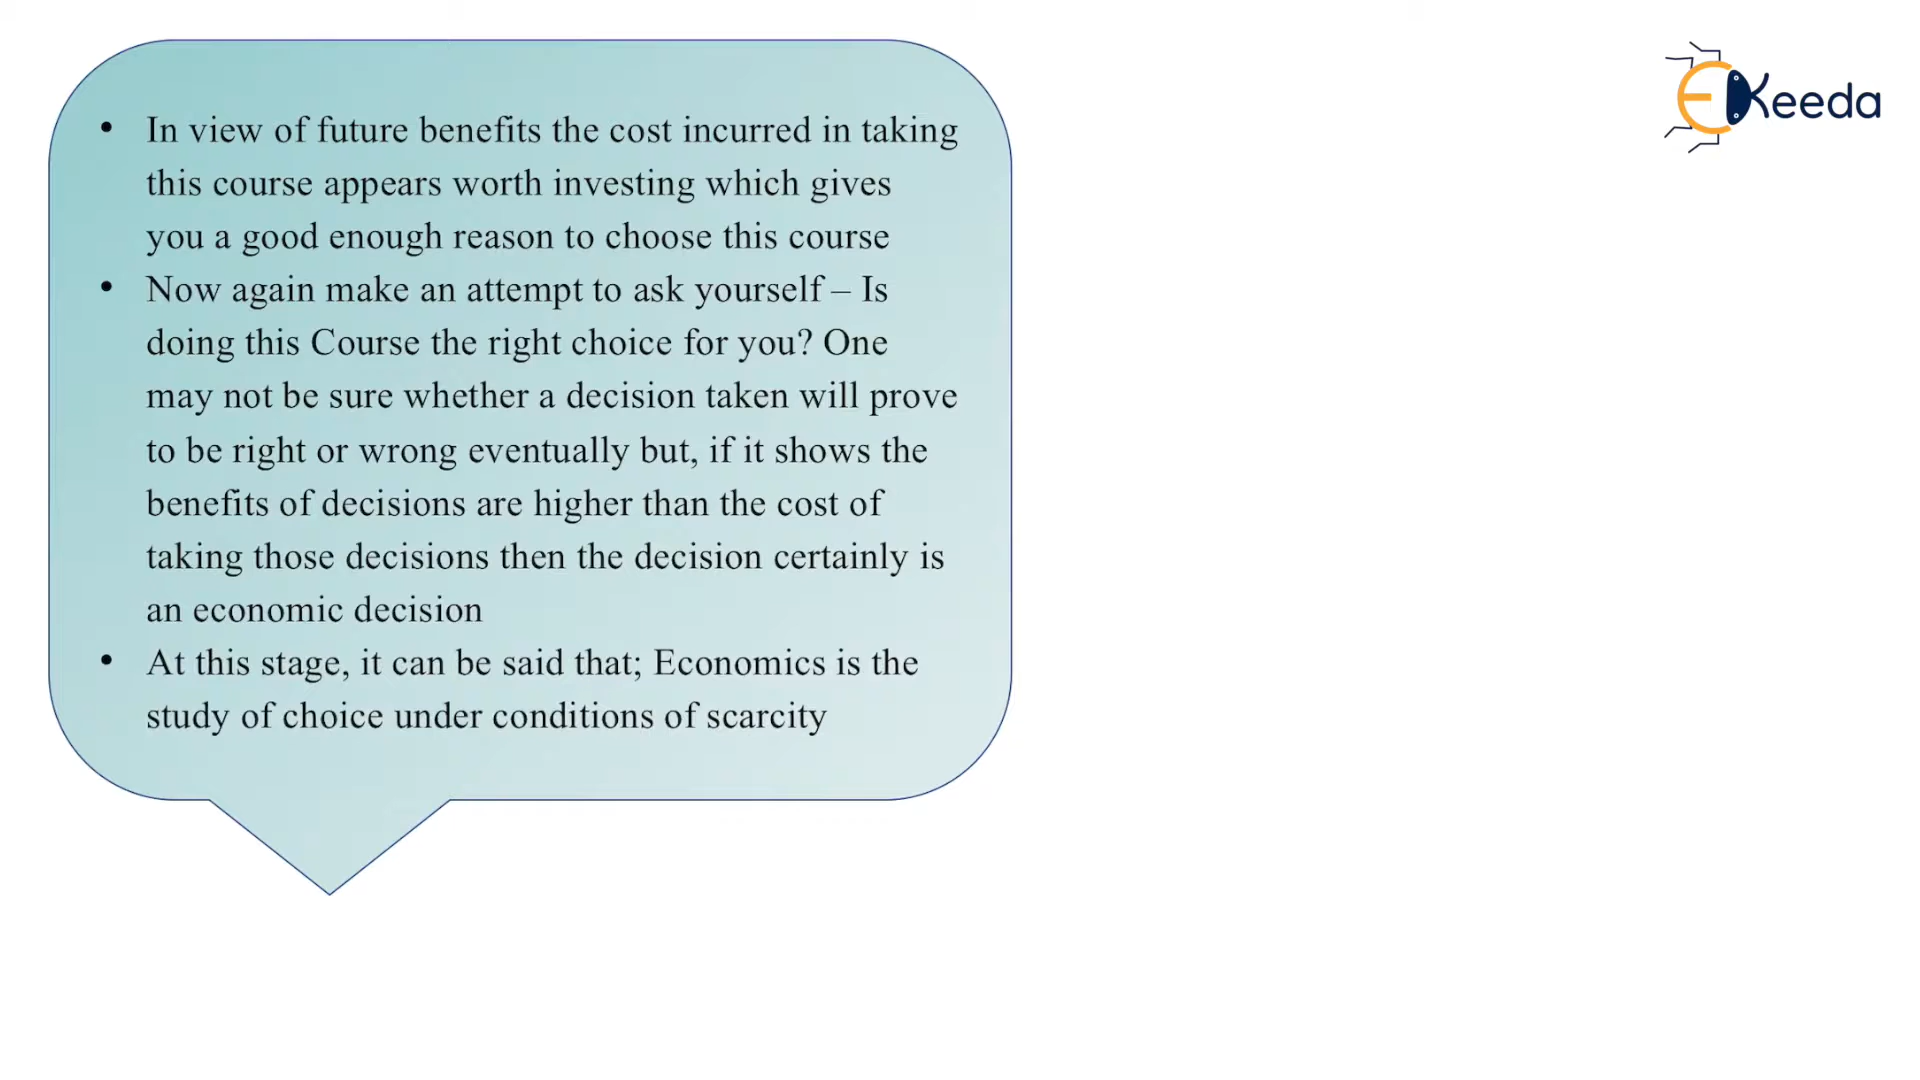 EKeeda
• In view of future benefits the cost incurred in taking
this course appears worth investing which gives
you a good enough reason to choose this course
• Now again make an attempt to ask yourself – Is
doing this Course the right choice for you? One
may not be sure whether a decision taken will prove
to be right or wrong eventually but, if it shows the
benefits of decisions are higher than the cost of
taking those decisions then the decision certainly is
an economic decision
• At this stage, it can be said that; Economics is the
study of choice under conditions of scarcity